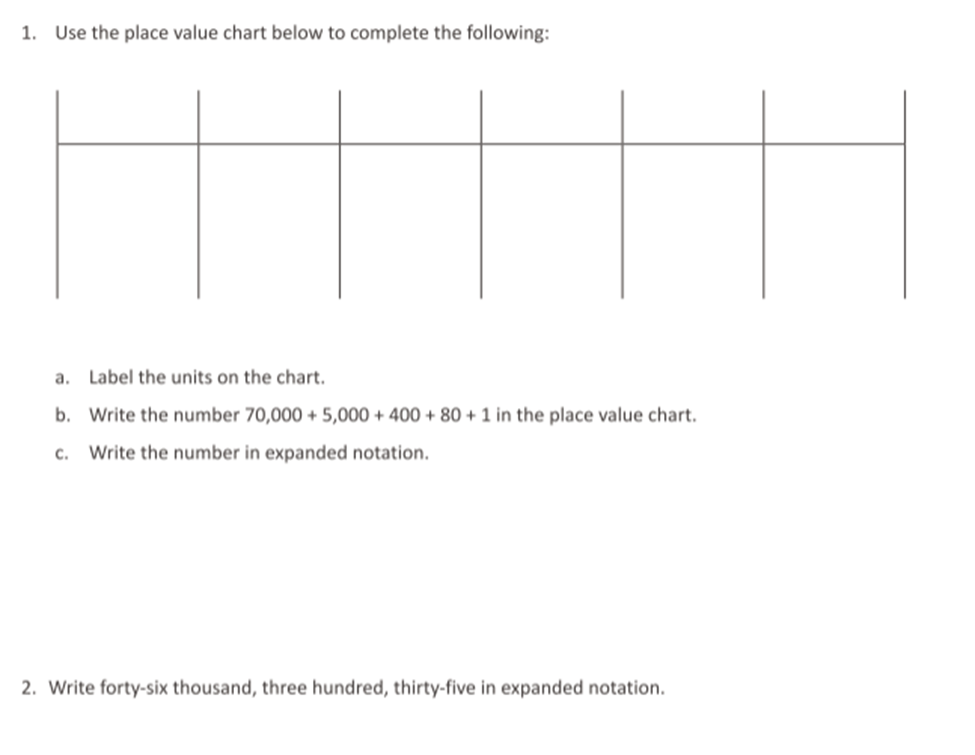 1. Use the place value chart below to complete the following:
a. Label the units on the chart.
b. Write the number 70,000 + 5,000 + 400 + 80 + 1 in the place value chart.
c. Write the number in expanded notation.
2. Write forty-six thousand, three hundred, thirty-five in expanded notation.